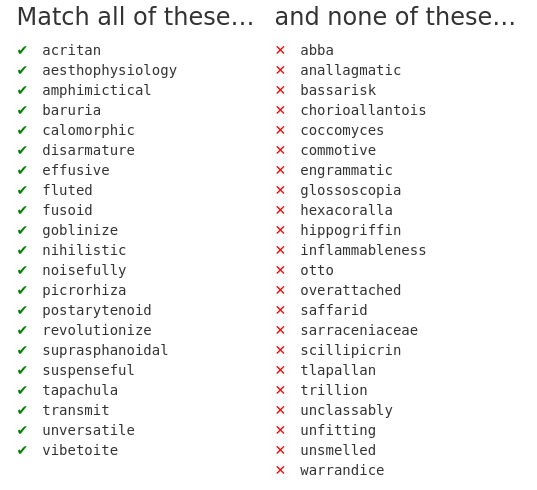 Match all of these... and none of these...
✔ acritan ✕ abba
✔ aesthophysiology ✕ anallagmatic
✔ amphimictical ✕ bassarisk
✔ baruria ✕ chorioallantois
✔ calomorphic ✕ coccomyces
✔ disarmature ✕ commotive
✔ effusive ✕ engrammatic
✔ fluted ✕ glossoscopia
✔ fusoid ✕ hexacoralla
✔ goblinize ✕ hippogriffin
✔ nihilistic ✕ inflammableness
✔ noisefully ✕ otto
✔ picrorhiza ✕ overattached
✔ postarytenoid ✕ saffarid
✔ revolutionize ✕ sarraceniaceae
✔ suprasphanoidal ✕ scillipicrin
✔ suspenseful ✕ tlapallan
✔ tapachula ✕ trillion
✔ transmit ✕ unclassably
✔ unversatile ✕ unfitting
✔ vibetoite ✕ unsmelled
✕ warrandice